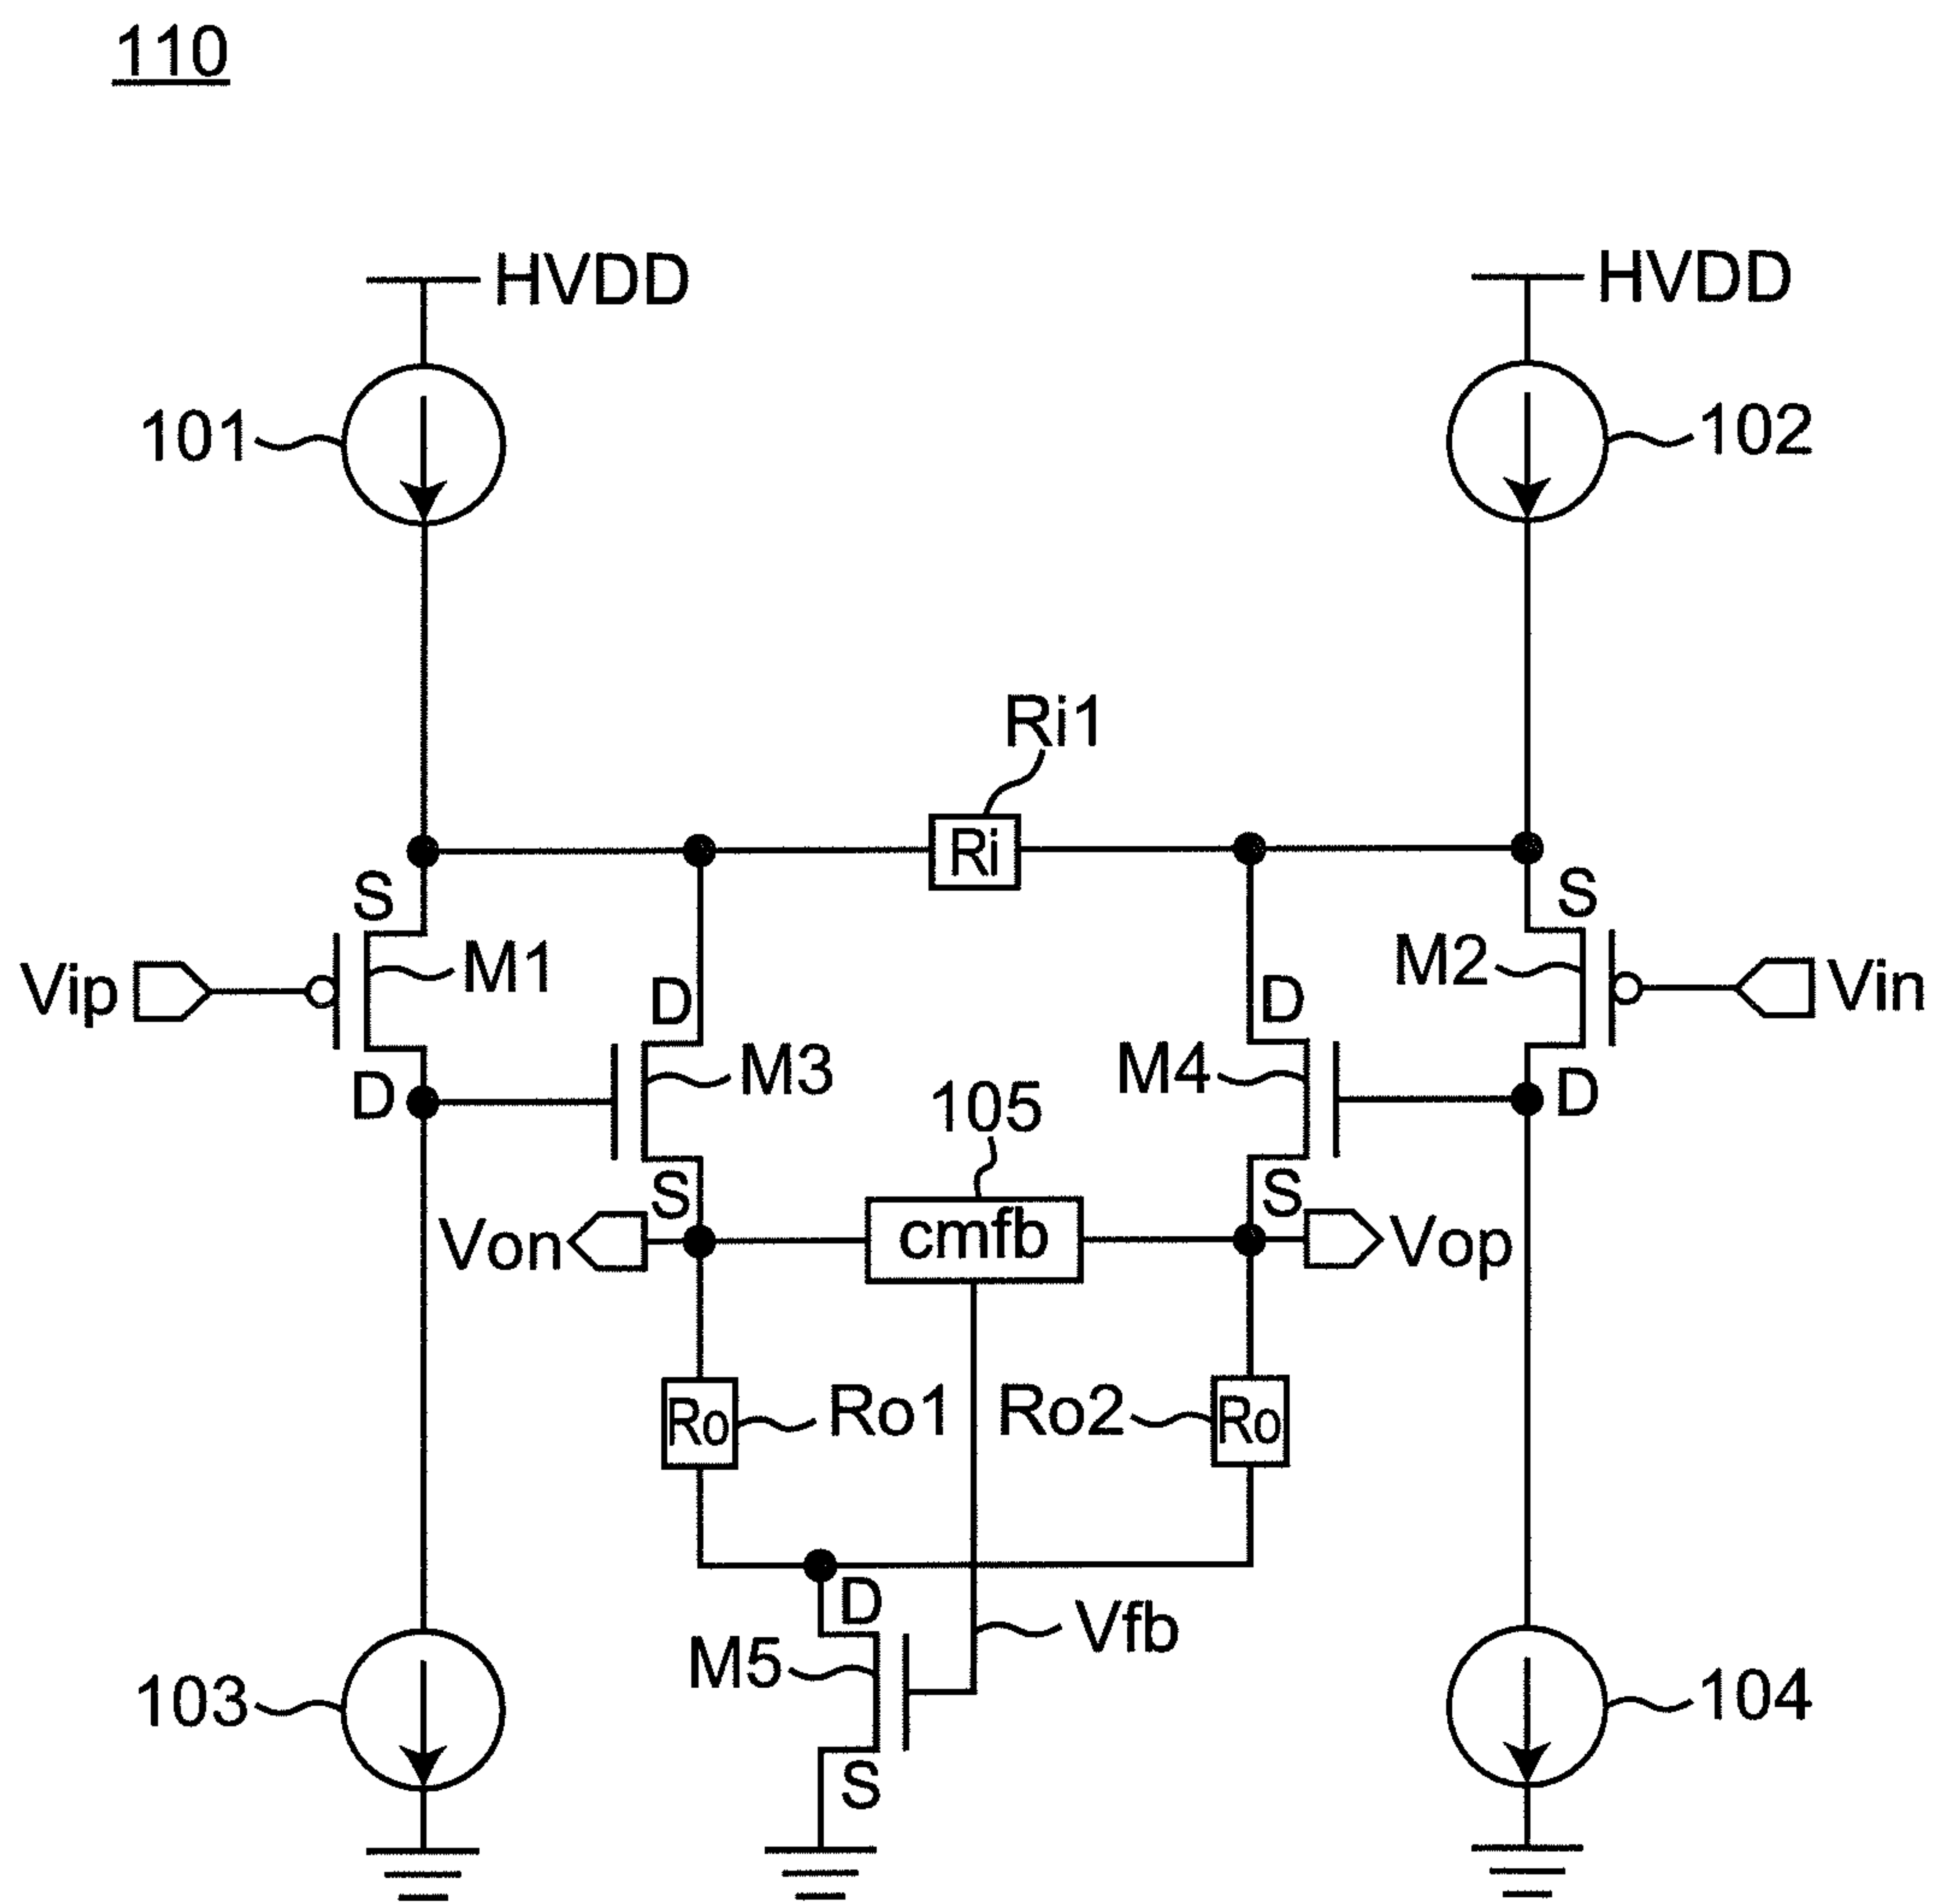 110
HVDD HVDD
101 102
Ri1
Ri
S S
Vip M1 M2 Vin
D D
M3 M4
D D
105
S S
Von cmfb Vop
Ro Ro1 Ro2 Ro
D
Vfb
M5
103 104
S